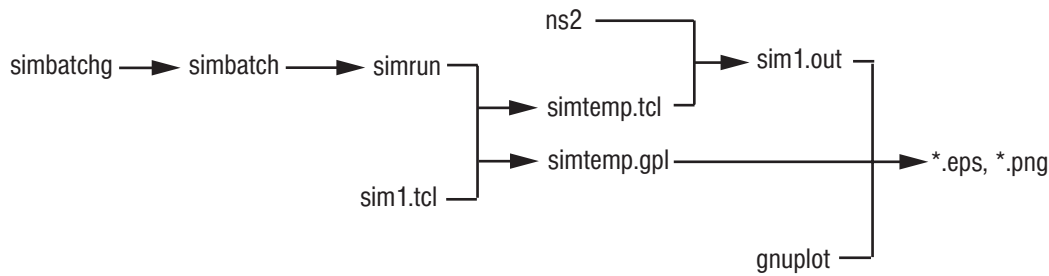 ns2
simbatchg
simbatch
simrun
sim1.out
simtemp.tcl
simtemp.gpl
*.eps, *.png
sim1.tcl
gnuplot